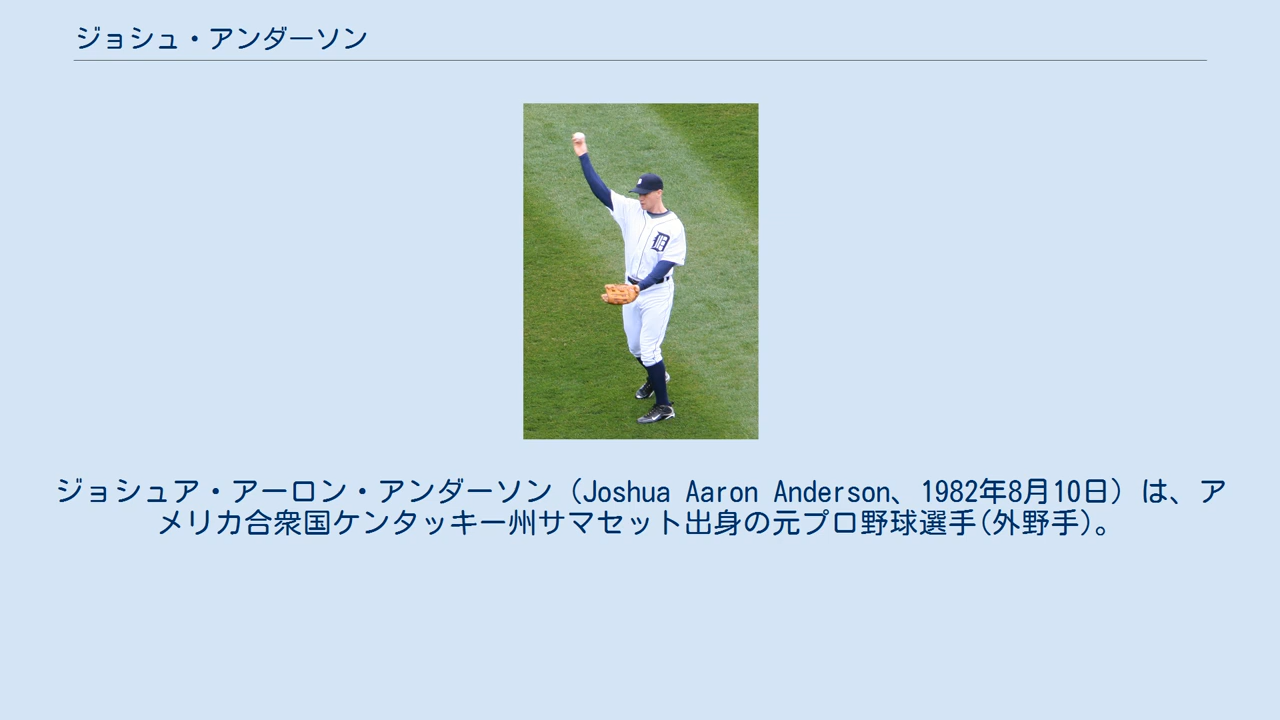 ジョシュ・アンダーソン
ジョシュア・アーロン・アンダーソン（Joshua Aaron Anderson、1982年8月10日）は、ア
メリカ合衆国ケンタッキー州サマセット出身の元プロ野球選手(外野手)。